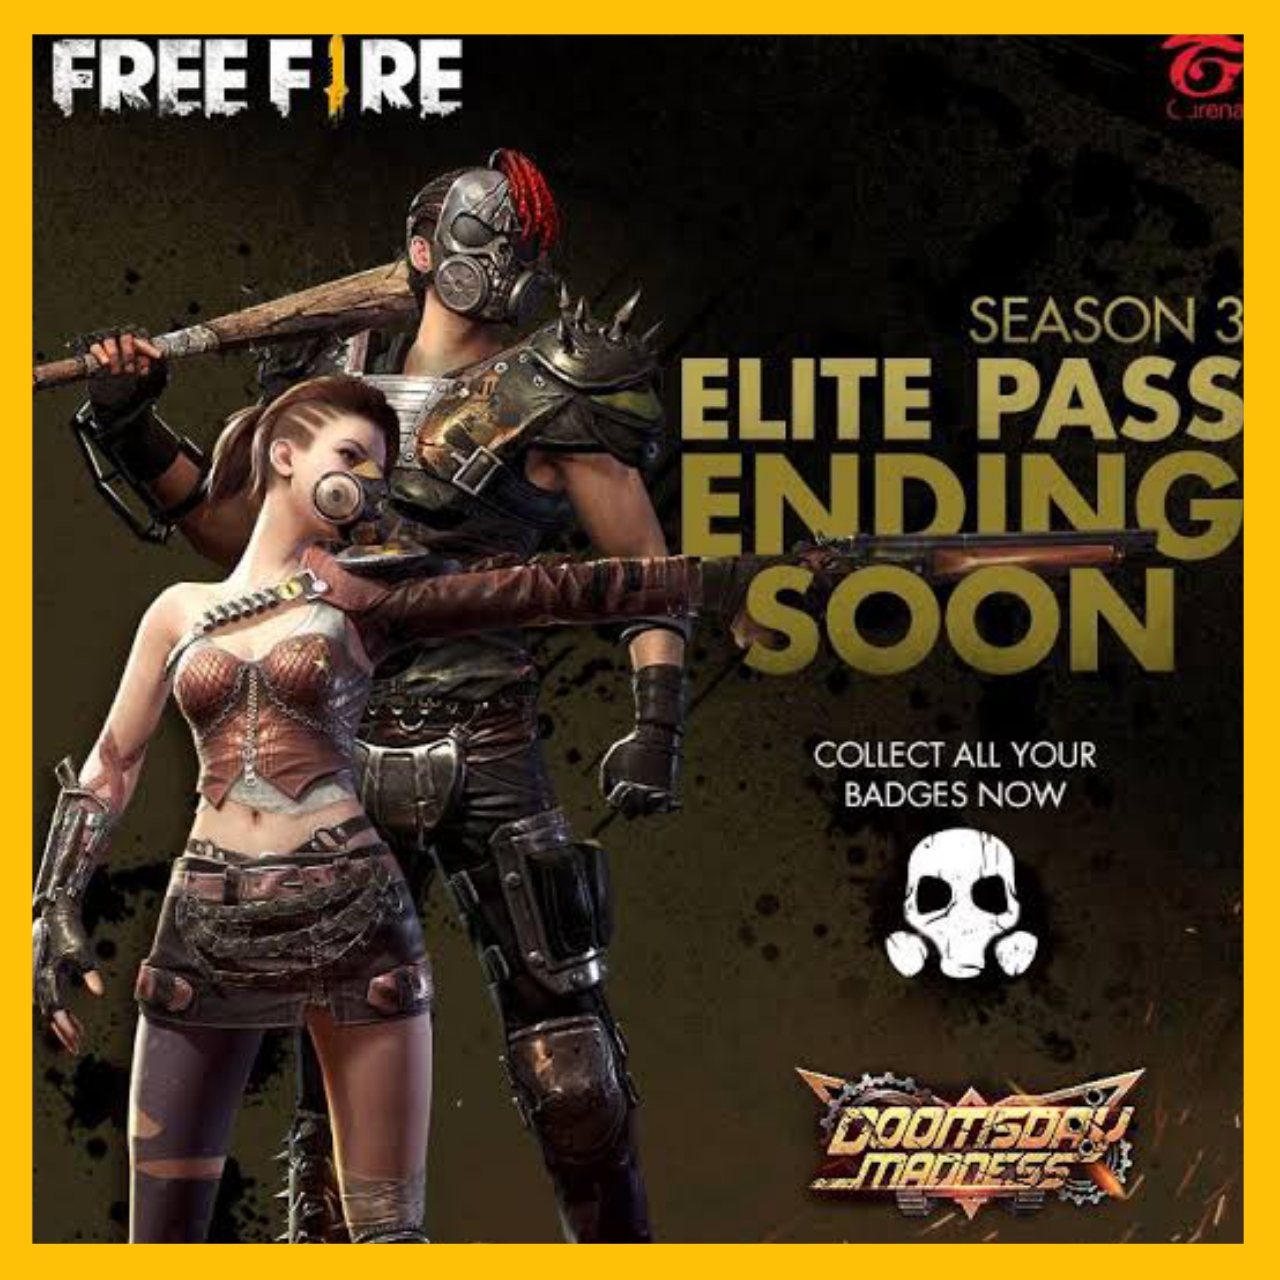 FREE FIRE
Garena
SEASON 3
ELITE PASS
ENDING
SOON
COLLECT ALL YOUR
BADGES NOW
DOOMSDAY
MADNESS